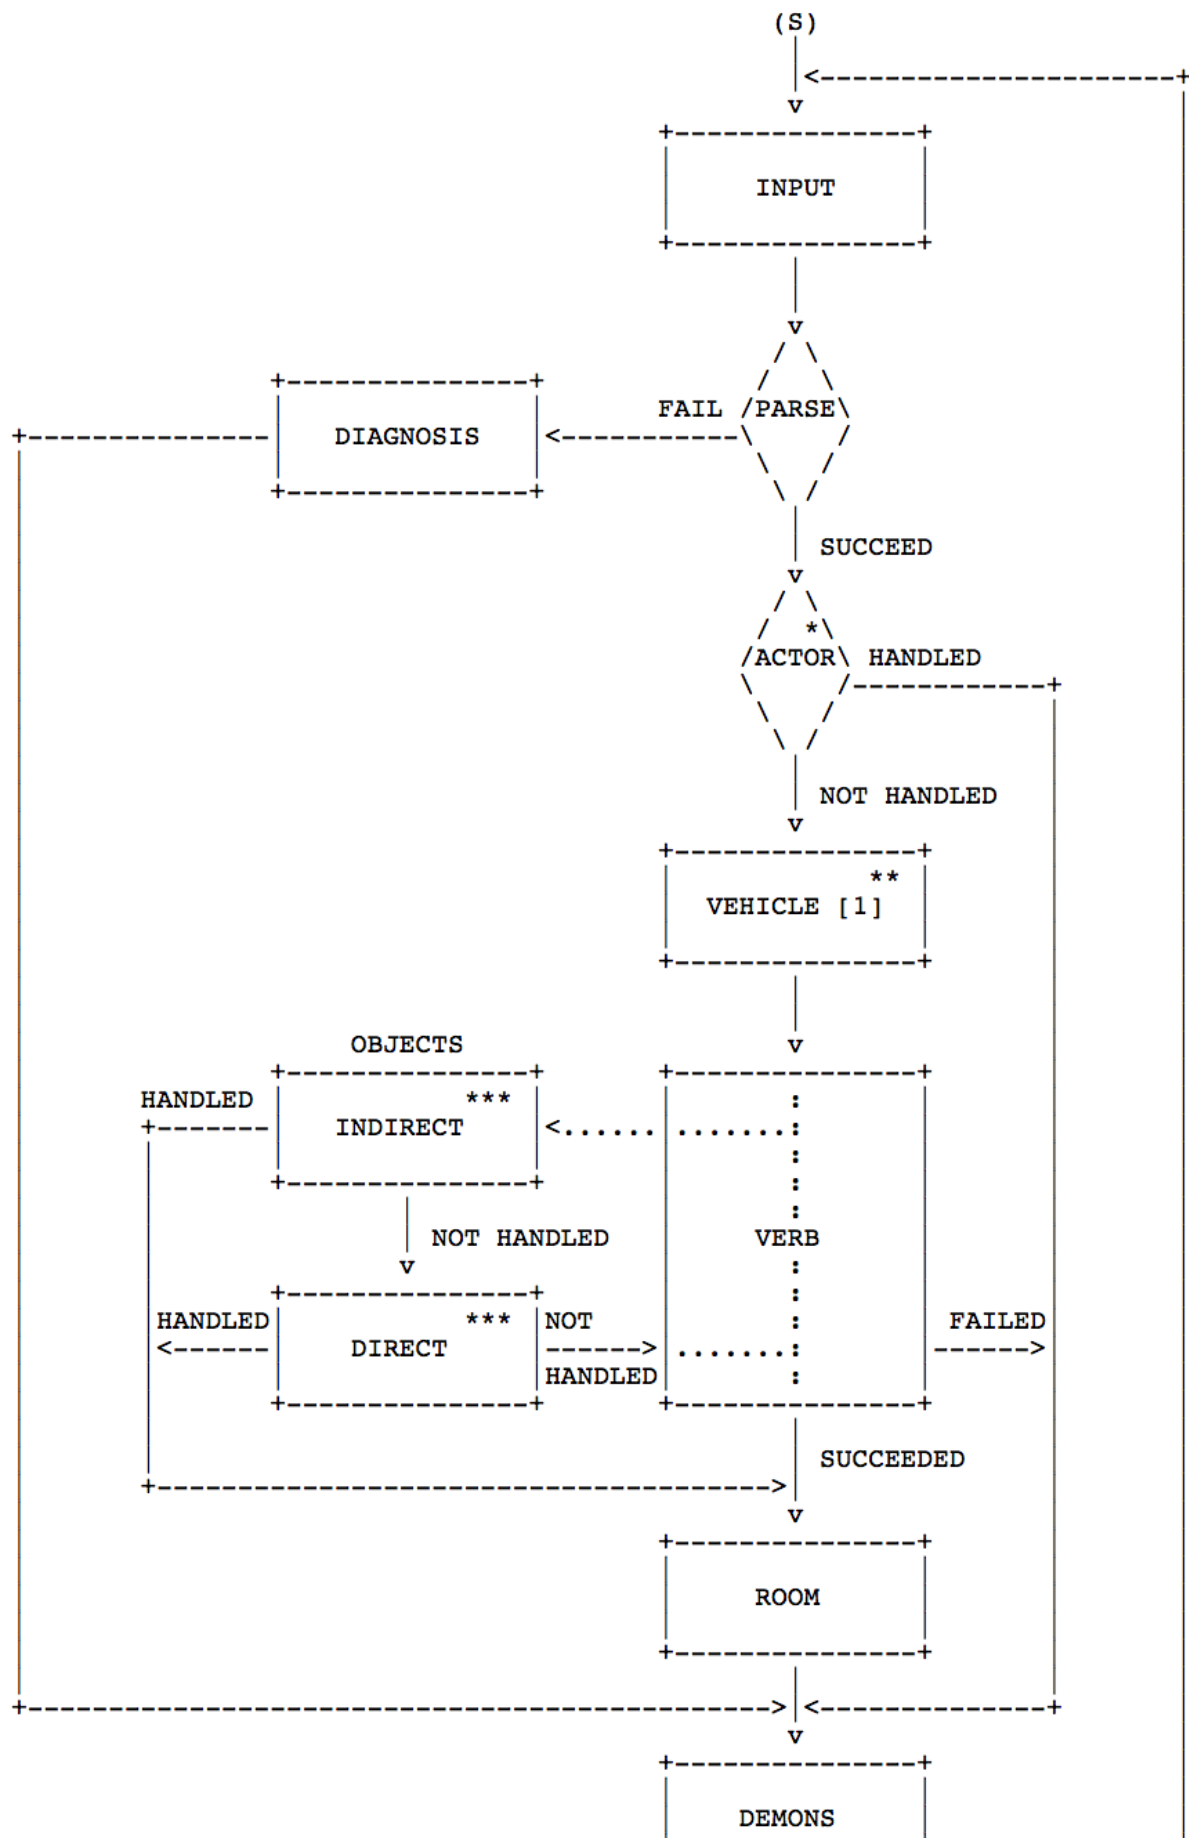 (S)
INPUT
FAIL PARSE
DIAGNOSIS
SUCCEED
*
ACTOR HANDLED
NOT HANDLED
**
VEHICLE [1]
OBJECTS
HANDLED ***
INDIRECT
NOT HANDLED VERB
HANDLED *** NOT FAILED
DIRECT
HANDLED
SUCCEEDED
ROOM
DEMONS